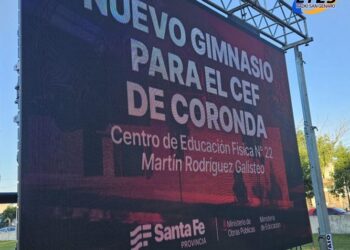 NUEVO GIMNASIO
PARA EL CEF
DE CORONDA
Centro de Educación Física N° 22
Martín Rodríguez Galisteo
Santa Fe
PROVINCIA
Ministerio de
Obras Públicas
Ministerio de
Educación